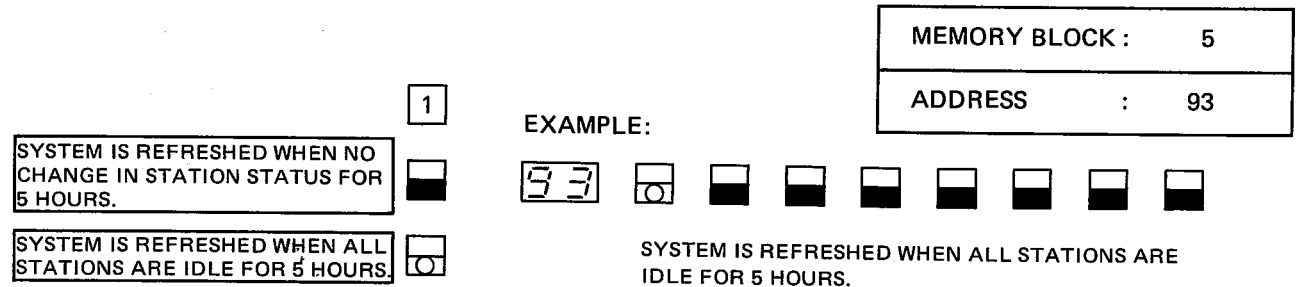 MEMORY BLOCK : 5
ADDRESS : 93
1
EXAMPLE:
SYSTEM IS REFRESHED WHEN NO
CHANGE IN STATION STATUS FOR
5 HOURS.
93
SYSTEM IS REFRESHED WHEN ALL
STATIONS ARE IDLE FOR 5 HOURS.
SYSTEM IS REFRESHED WHEN ALL STATIONS ARE
IDLE FOR 5 HOURS.